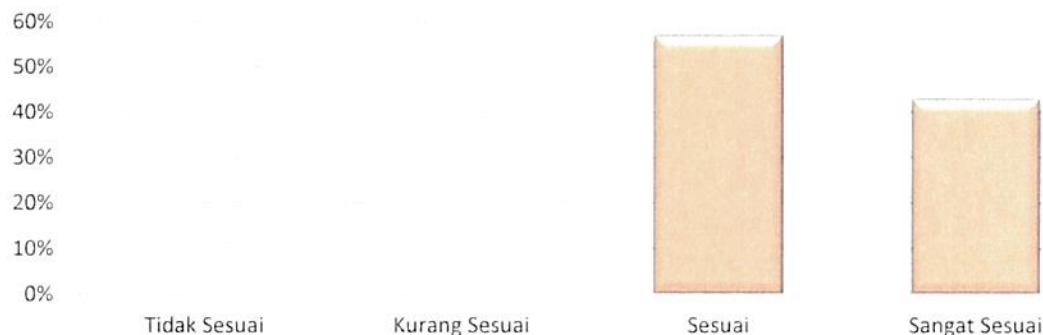 60%
50%
40%
30%
20%
10%
0%
Tidak Sesuai
Kurang Sesuai
Sesuai
Sangat Sesuai